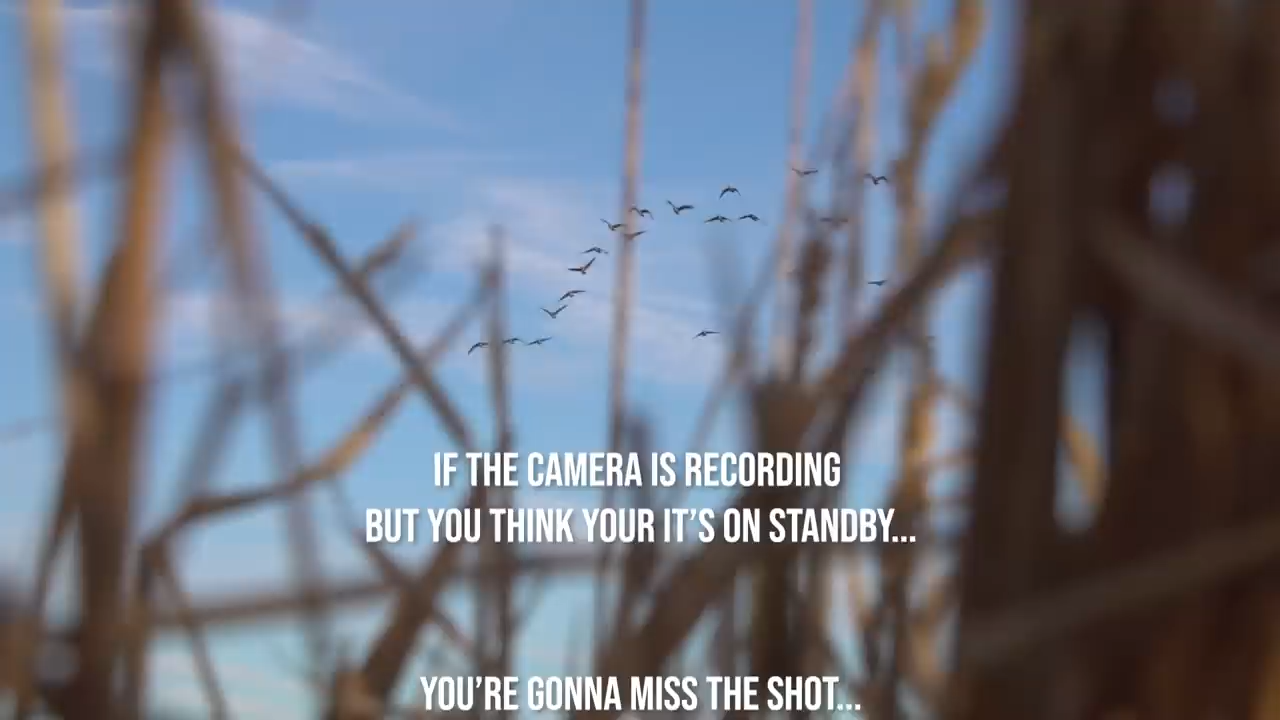 IF THE CAMERA IS RECORDING
BUT YOU THINK YOUR IT'S ON STANDBY...
YOU'RE GONNA MISS THE SHOT...